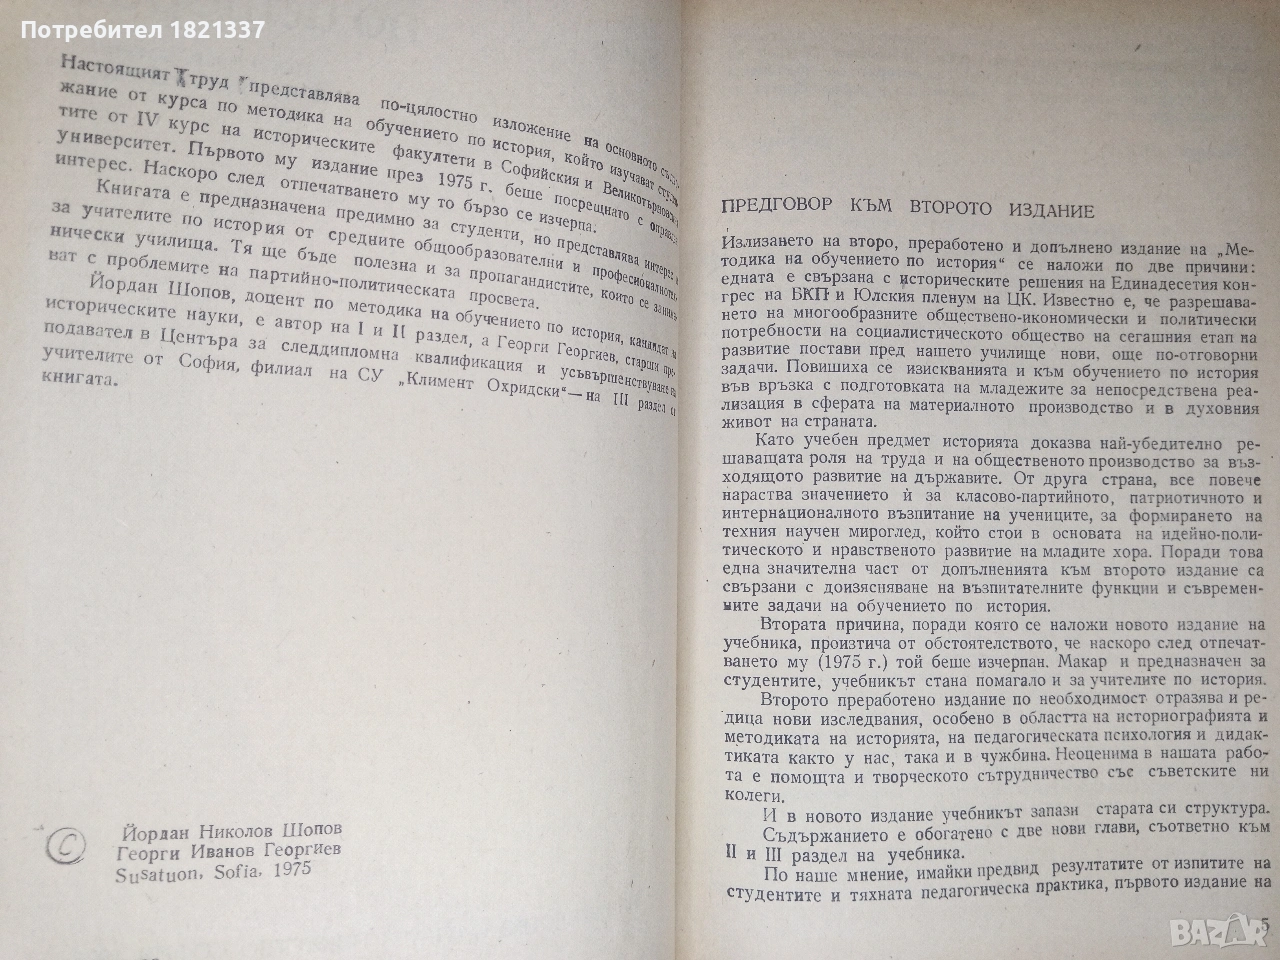 Потребител 1821337
Настоящият труд представлява по-цялостно изложение на основното съдър-
жание от курса по методика на обучението по история, който изучават студен-
тите от IV курс на историческите факултети в Софийския и Великотърновския
университет. Първото му издание през 1975 г. беше посрещнато с оправдан
интерес. Наскоро след отпечатването му то бързо се изчерпа.
Книгата е предназначена предимно за студенти, но представлява интерес и
за учителите по история от средните общообразователни и професионалнотех-
нически училища. Тя ще бъде полезна и за пропагандистите, които се занима-
ват с проблемите на партийно-политическата просвета.
Йордан Шопов, доцент по методика на обучението по история, кандидат на
историческите науки, е автор на I и II раздел, а Георги Георгиев, старши пре-
подавател в Центъра за следдипломна квалификация и усъвършенствуване на
учителите от София, филиал на СУ „Климент Охридски“ — на III раздел от
книгата.
© Йордан Николов Шопов
Георги Иванов Георгиев
Susatuon, Sofia, 1975
ПРЕДГОВОР КЪМ ВТОРОТО ИЗДАНИЕ
Излизането на второ, преработено и допълнено издание на „Ме-
тодика на обучението по история“ се наложи по две причини:
едната е свързана с историческите решения на Единадесетия кон-
грес на БКП и Юлския пленум на ЦК. Известно е, че разрешава-
нето на многообразните обществено-икономически и политически
потребности на социалистическото общество на сегашния етап на
развитие постави пред нашето училище нови, още по-отговорни
задачи. Повишиха се изискванията и към обучението по история
във връзка с подготовката на младежите за непосредствена реа-
лизация в сферата на материалното производство и в духовния
живот на страната.
Като учебен предмет историята доказва най-убедително ре-
шаващата роля на труда и на общественото производство за въз-
ходящото развитие на държавите. От друга страна, все повече
нараства значението ѝ за класово-партийното, патриотичното и
интернационалното възпитание на учениците, за формирането на
техния научен мироглед, който стои в основата на идейно-поли-
тическото и нравственото развитие на младите хора. Поради това
една значителна част от допълненията към второто издание са
свързани с доизясняване на възпитателните функции и съвремен-
ните задачи на обучението по история.
Втората причина, поради която се наложи новото издание на
учебника, произтича от обстоятелството, че наскоро след отпечат-
ването му (1975 г.) той беше изчерпан. Макар и предназначен за
студентите, учебникът стана помагало и за учителите по история.
Второто преработено издание по необходимост отразява и ре-
дица нови изследвания, особено в областта на историографията и
методиката на историята, на педагогическата психология и дидак-
тиката както у нас, така и в чужбина. Неоценима в нашата рабо-
та е помощта и творческото сътрудничество със съветските ни
колеги.
И в новото издание учебникът запази старата си структура.
Съдържанието е обогатено с две нови глави, съответно към
II и III раздел на учебника.
По наше мнение, имайки предвид резултатите от изпитите на
студентите и тяхната педагогическа практика, първото издание на
5
BAZAR